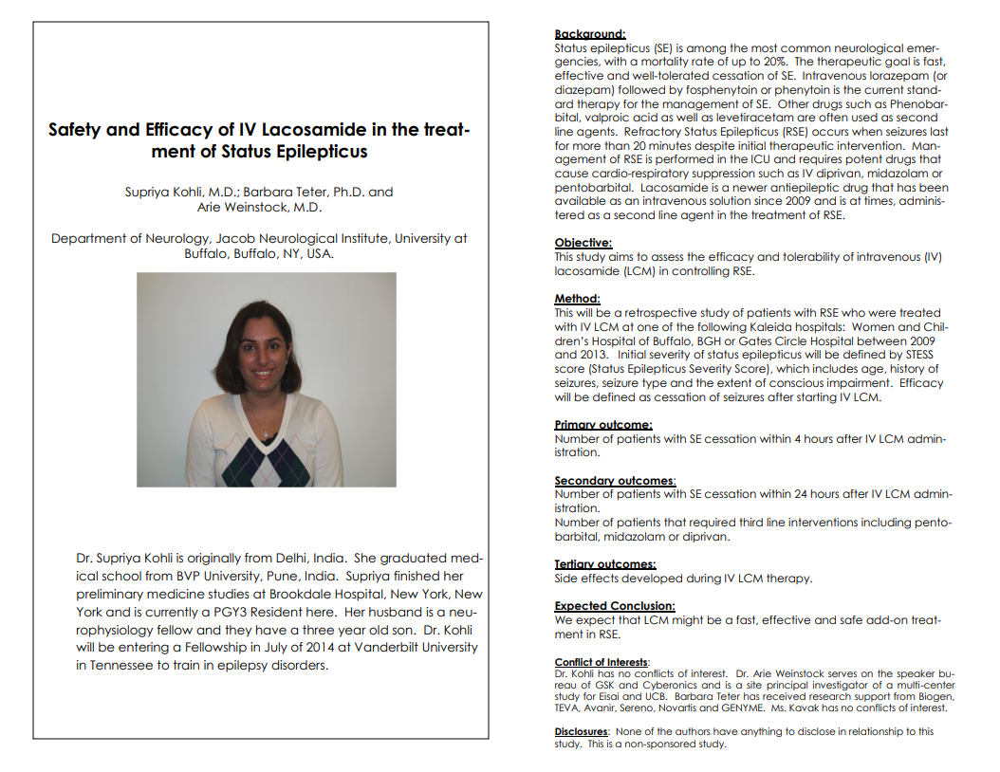 Safety and Efficacy of IV Lacosamide in the treat-
ment of Status Epilepticus
Supriya Kohli, M.D.; Barbara Teter, Ph.D. and
Arie Weinstock, M.D.
Department of Neurology, Jacob Neurological Institute, University at
Buffalo, Buffalo, NY, USA.
Dr. Supriya Kohli is originally from Delhi, India.  She graduated med-
ical school from BVP University, Pune, India.  Supriya finished her
preliminary medicine studies at Brookdale Hospital, New York, New
York and is currently a PGY3 Resident here.  Her husband is a neu-
rophysiology fellow and they have a three year old son.  Dr. Kohli
will be entering a Fellowship in July of 2014 at Vanderbilt University
in Tennessee to train in epilepsy disorders.
Background:
Status epilepticus (SE) is among the most common neurological emer-
gencies, with a mortality rate of up to 20%.  The therapeutic goal is fast,
effective and well-tolerated cessation of SE.  Intravenous lorazepam (or
diazepam) followed by fosphenytoin or phenytoin is the current stand-
ard therapy for the management of SE.  Other drugs such as Phenobar-
bital, valproic acid as well as levetiracetam are often used as second
line agents.  Refractory Status Epilepticus (RSE) occurs when seizures last
for more than 20 minutes despite initial therapeutic intervention.  Man-
agement of RSE is performed in the ICU and requires potent drugs that
cause cardio-respiratory suppression such as IV diprivan, midazolam or
pentobarbital.  Lacosamide is a newer antiepileptic drug that has been
available as an intravenous solution since 2009 and is at times, adminis-
tered as a second line agent in the treatment of RSE.
Objective:
This study aims to assess the efficacy and tolerability of intravenous (IV)
lacosamide (LCM) in controlling RSE.
Method:
This will be a retrospective study of patients with RSE who were treated
with IV LCM at one of the following Kaleida hospitals:  Women and Chil-
dren's Hospital of Buffalo, BGH or Gates Circle Hospital between 2009
and 2013.   Initial severity of status epilepticus will be defined by STESS
score (Status Epilepticus Severity Score), which includes age, history of
seizures, seizure type and the extent of conscious impairment.  Efficacy
will be defined as cessation of seizures after starting IV LCM.
Primary outcome:
Number of patients with SE cessation within 4 hours after IV LCM admin-
istration.
Secondary outcomes:
Number of patients with SE cessation within 24 hours after IV LCM admin-
istration.
Number of patients that required third line interventions including pento-
barbital, midazolam or diprivan.
Tertiary outcomes:
Side effects developed during IV LCM therapy.
Expected Conclusion:
We expect that LCM might be a fast, effective and safe add-on treat-
ment in RSE.
Conflict of Interests:
Dr. Kohli has no conflicts of interest.  Dr. Arie Weinstock serves on the speaker bu-
reau of GSK and Cyberonics and is a site principal investigator of a multi-center
study for Eisai and UCB.  Barbara Teter has received research support from Biogen,
TEVA, Avanir, Sereno, Novartis and GENYME.  Ms. Kavak has no conflicts of interest.
Disclosures:  None of the authors have anything to disclose in relationship to this
study.  This is a non-sponsored study.